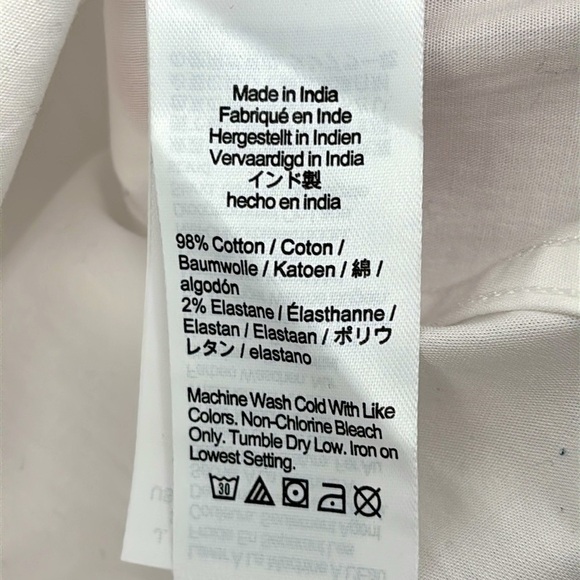 Made in India
Fabriqué en Inde
Hergestellt in Indien
Vervaardigd in India
インド製
hecho en india
98% Cotton / Coton /
Baumwolle / Katoen / 綿 /
algodón
2% Elastane / Élasthanne /
Elastan / Elastaan / ポリウ
レタン / elastano
Machine Wash Cold With Like
Colors. Non-Chlorine Bleach
Only. Tumble Dry Low. Iron on
Lowest Setting.
30